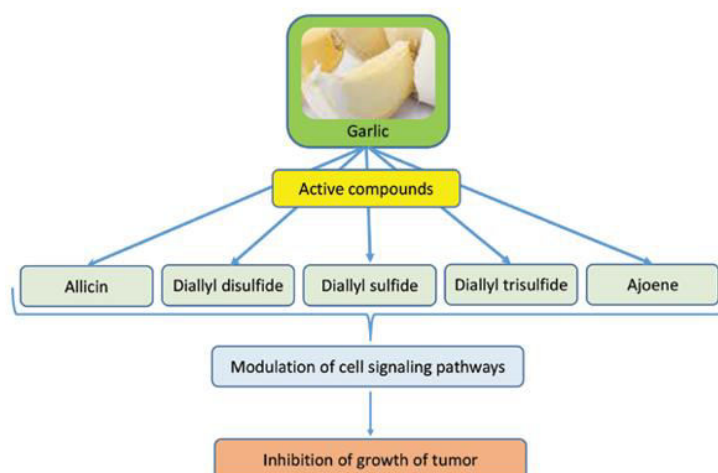 Garlic
Active compounds
Allicin
Diallyl disulfide
Diallyl sulfide
Diallyl trisulfide
Ajoene
Modulation of cell signaling pathways
Inhibition of growth of tumor